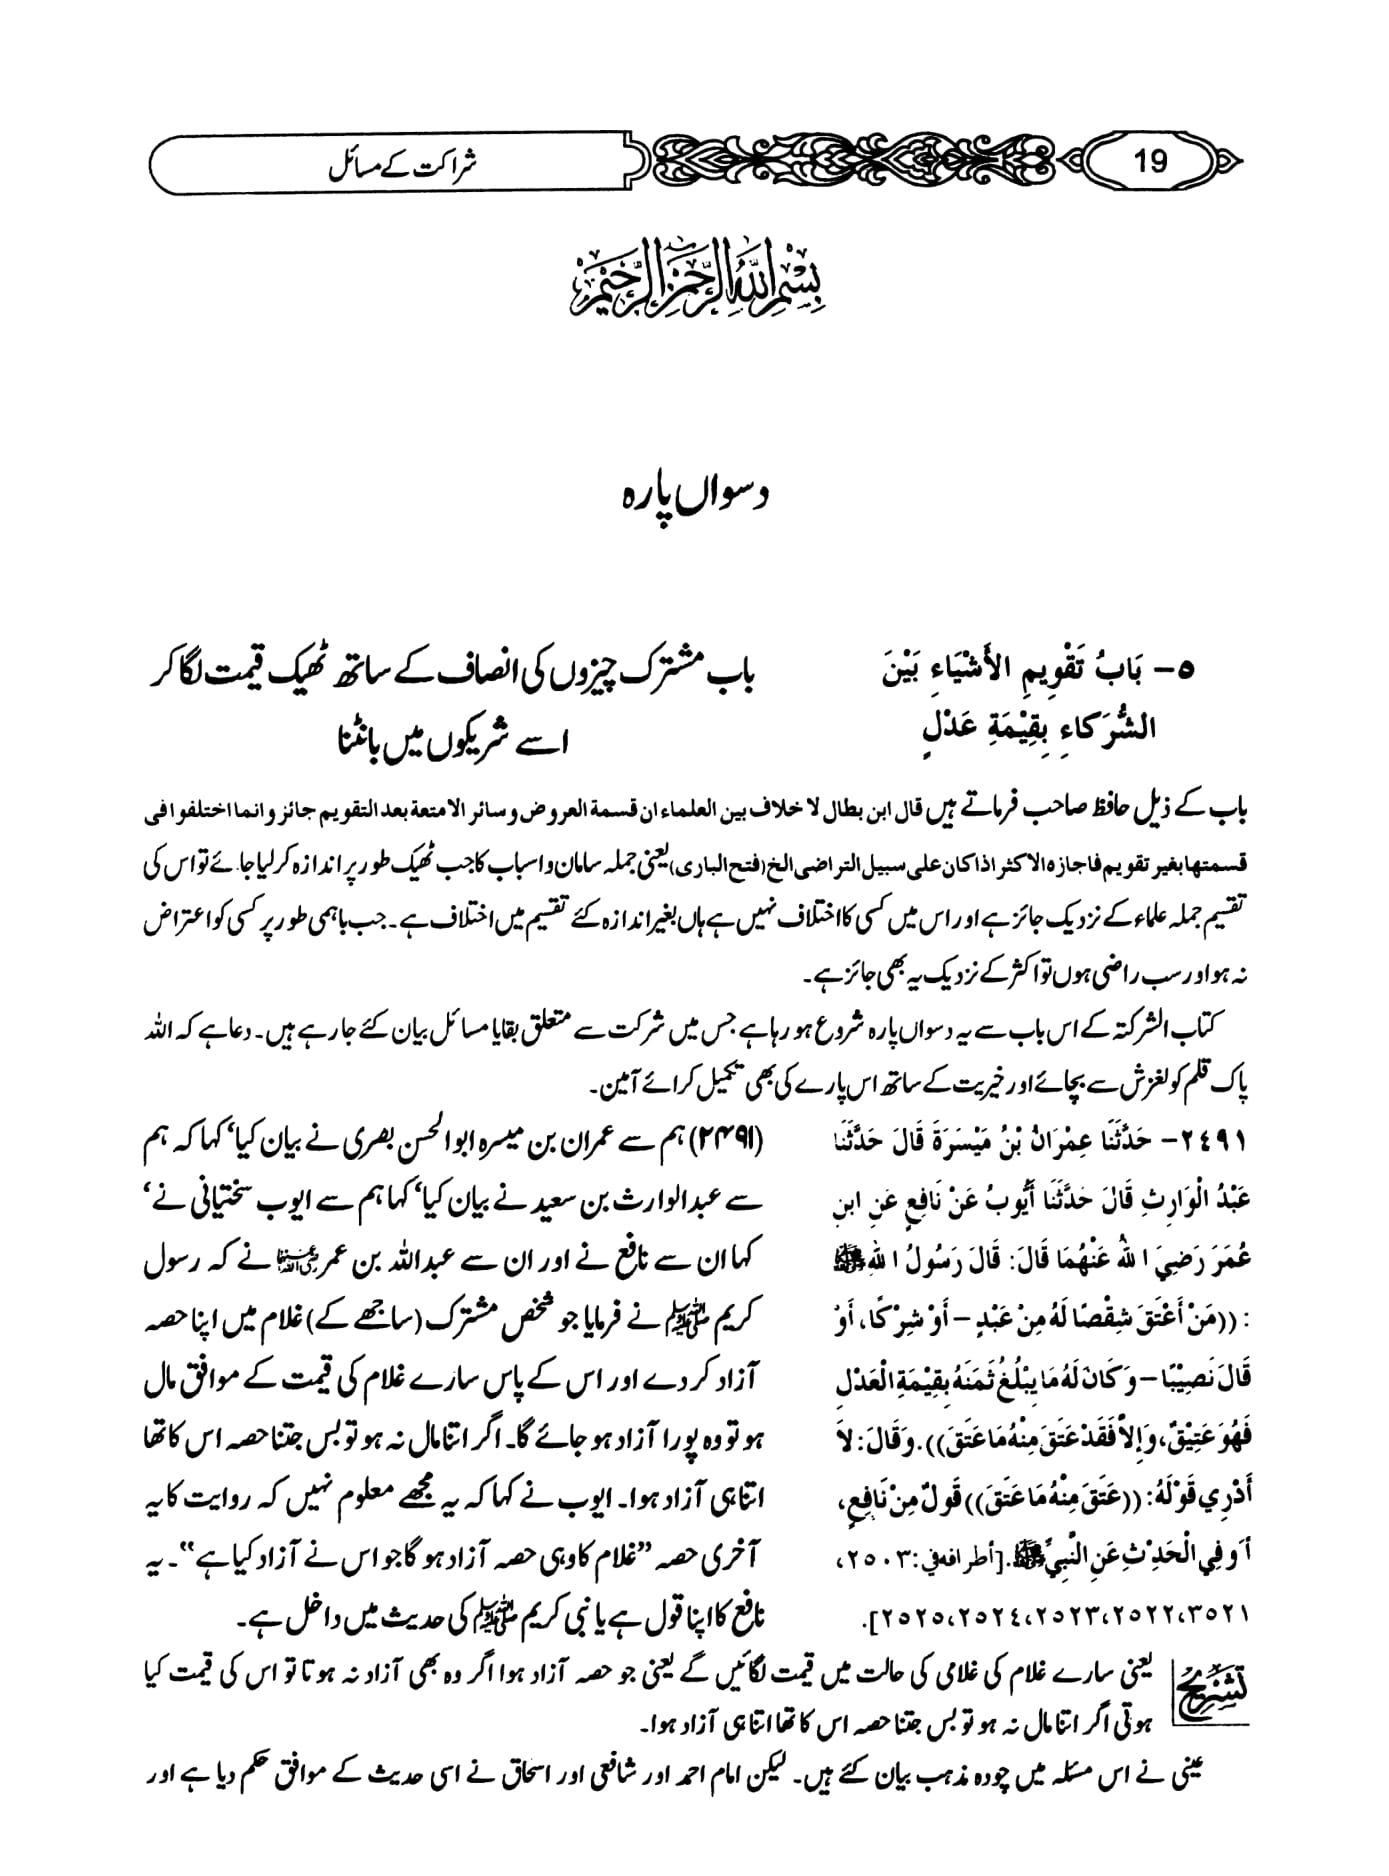 19
شراکت کے مسائل
بِسْمِ اللهِ الرَّحْمٰنِ الرَّحِيْمِ
دسواں پارہ
٥- بَابُ تَقْوِيمِ الأَشْيَاءِ بَيْنَ
الشُّرَكَاءِ بِقِيْمَةِ عَدْلٍ
باب مشترک چیزوں کی انصاف کے ساتھ ٹھیک قیمت لگا کر
اسے شریکوں میں بانٹنا
باب کے ذیل حافظ صاحب فرماتے ہیں قال ابن بطال لا خلاف بین العلماء ان قسمة العروض وسائر الامتعة بعد التقویم جائز وانما اختلفوا فی
قسمتها بغیر تقویم فاجازه الاکثر اذا کان علی سبیل التراضی الخ (فتح الباری) یعنی جملہ سامان و اسباب کا جب ٹھیک طور پر اندازہ کر لیا جائے تو اس کی
تقسیم جملہ علماء کے نزدیک جائز ہے اور اس میں کسی کا اختلاف نہیں ہے ہاں بغیر اندازہ کئے تقسیم میں اختلاف ہے۔ جب باہمی طور پر کسی کو اعتراض
نہ ہو اور سب راضی ہوں تو اکثر کے نزدیک یہ بھی جائز ہے۔
کتاب الشرکۃ کے اس باب سے یہ دسواں پارہ شروع ہو رہا ہے جس میں شرکت سے متعلق بقایا مسائل بیان کئے جا رہے ہیں۔ دعا ہے کہ اللہ
پاک قلم کو لغزش سے بچائے اور خیریت کے ساتھ اس پارے کی بھی تکمیل کرائے آمین۔
٢٤٩١- حَدَّثَنَا عِمْرَانُ بْنُ مَيْسَرَةَ قَالَ حَدَّثَنَا
عَبْدُ الْوَارِثِ قَالَ حَدَّثَنَا أَيُّوبُ عَنْ نَافِعٍ عَنِ ابنِ
عُمَرَ رَضِيَ اللهُ عَنْهُمَا قَالَ: قَالَ رَسُولُ اللهِ ﷺ
: ((مَنْ أَعْتَقَ شِقْصًا لَهُ مِنْ عَبْدٍ – أَوْ شِرْكًا، أَوْ
قَالَ نَصِيْبًا – وَكَانَ لَهُ مَا يَبْلُغُ ثَمَنَهُ بِقِيْمَةِ الْعَدْلِ
فَهُوَ عَتِيْقٌ، وَإِلاَّ فَقَدْ عَتَقَ مِنْهُ مَا عَتَقَ)). وَقَالَ: لاَ
أَدْرِي قَوْلَهُ: ((عَتَقَ مِنْهُ مَا عَتَقَ)) قَولٌ مِنْ نَافِعٍ،
أَو فِي الْحَدِيْثِ عَنِ النَّبِيِّ ﷺ. [أطرافه في: ٢٥٠٣،
٣٥٢١، ٢٥٢٢، ٢٥٢٣، ٢٥٢٤، ٢٥٢٥].
(۲۴۹۱) ہم سے عمران بن میسرہ ابوالحسن بصری نے بیان کیا‘ کہا کہ ہم
سے عبدالوارث بن سعید نے بیان کیا‘ کہا ہم سے ایوب سختیانی نے‘
کہا ان سے نافع نے اور ان سے عبداللہ بن عمر رضی اللہ عنہما نے کہ رسول
کریم ﷺ نے فرمایا جو شخص مشترک (ساجھے کے) غلام میں اپنا حصہ
آزاد کر دے اور اس کے پاس سارے غلام کی قیمت کے موافق مال
ہو تو وہ پورا آزاد ہو جائے گا۔ اگر اتنا مال نہ ہو تو بس جتنا حصہ اس کا تھا
اتنا ہی آزاد ہوا۔ ایوب نے کہا کہ یہ مجھے معلوم نہیں کہ روایت کا یہ
آخری حصہ ’’غلام کا وہی حصہ آزاد ہو گا جو اس نے آزاد کیا ہے‘‘۔ یہ
نافع کا اپنا قول ہے یا نبی کریم ﷺ کی حدیث میں داخل ہے۔
تشریح
یعنی سارے غلام کی غلامی کی حالت میں قیمت لگائیں گے یعنی جو حصہ آزاد ہوا اگر وہ بھی آزاد نہ ہوتا تو اس کی قیمت کیا
ہوتی اگر اتنا مال نہ ہو تو بس جتنا حصہ اس کا تھا اتنا ہی آزاد ہوا۔
عینی نے اس مسئلہ میں چودہ مذہب بیان کئے ہیں۔ لیکن امام احمد اور شافعی اور اسحاق نے اسی حدیث کے موافق حکم دیا ہے اور